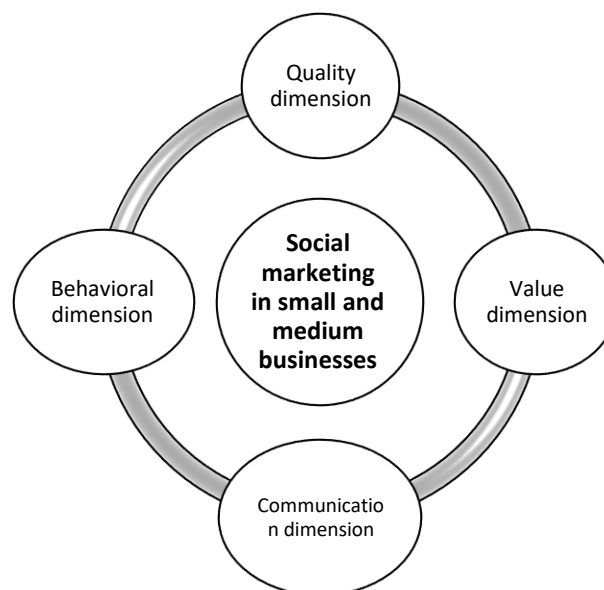 Quality
dimension
Behavioral
dimension
Social
marketing
in small and
medium
businesses
Value
dimension
Communicatio
n dimension